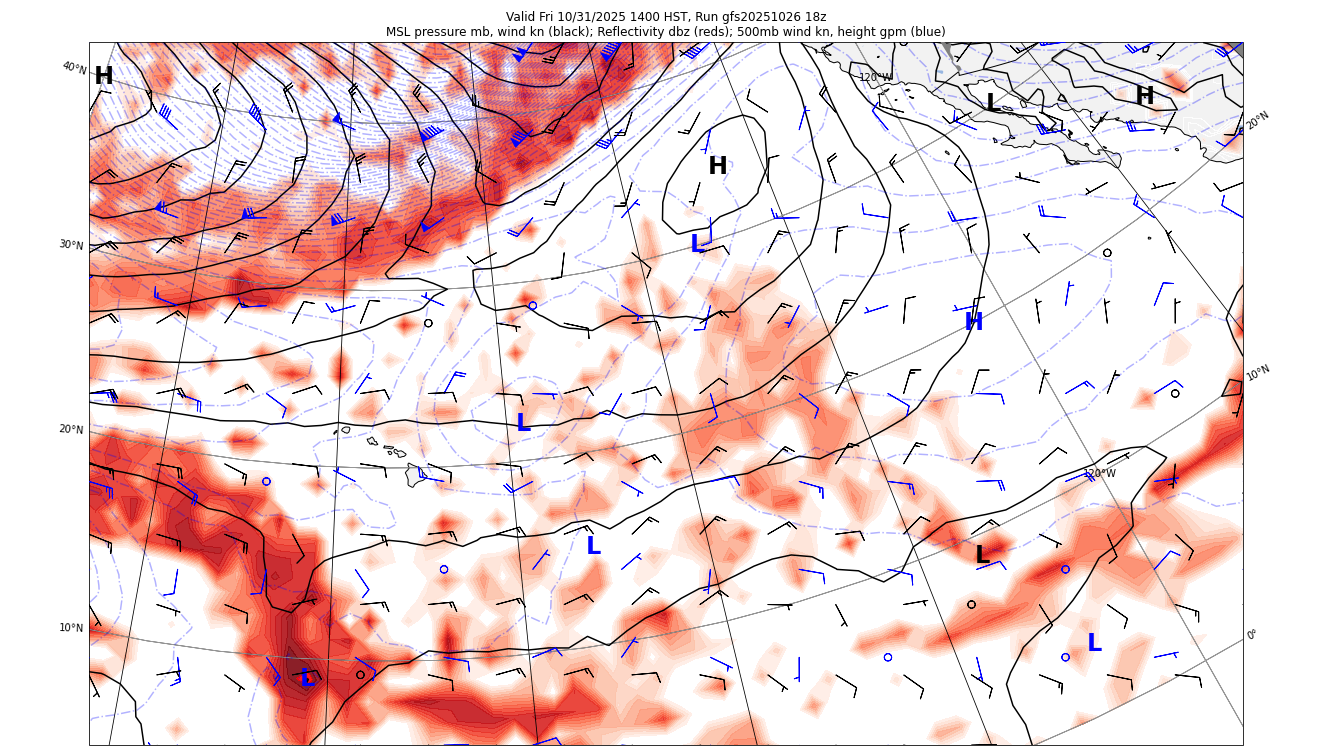 Valid Fri 10/31/2025 1400 HST, Run gfs20251026 18z
MSL pressure mb, wind kn (black); Reflectivity dbz (reds); 500mb wind kn, height gpm (blue)
40°N
H
120°W
L
H
20°N
H
30°N
L
H
10°N
20°N
L
120°W
L
L
10°N
0°
L
L